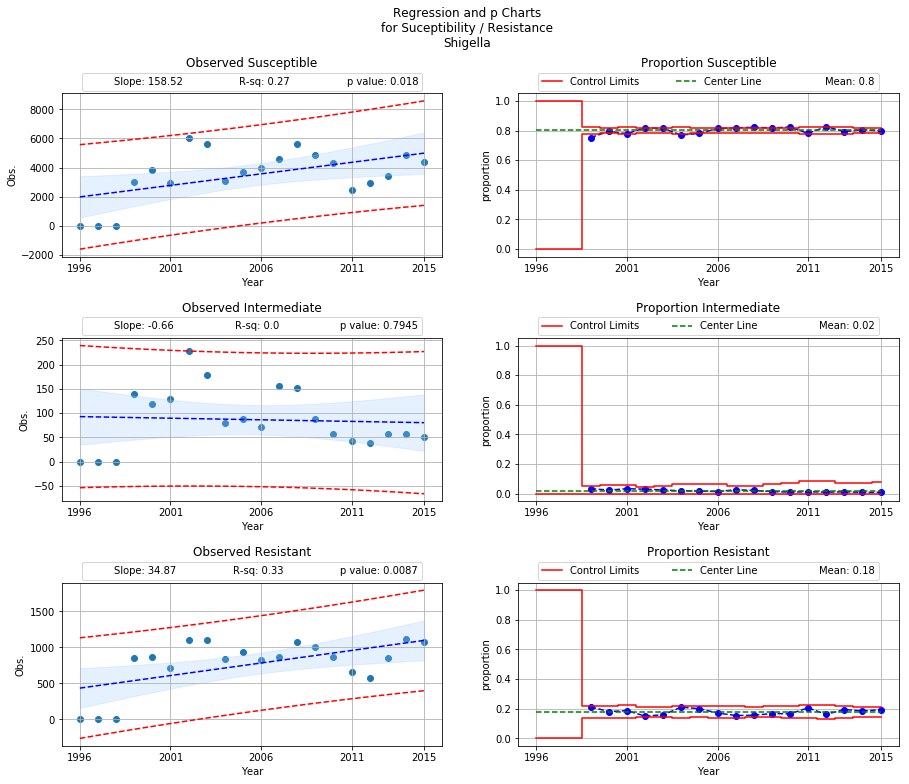 Regression and p Charts
for Suceptibility / Resistance
Shigella
Observed Susceptible
Slope: 158.52 R-sq: 0.27 p value: 0.018
8000
6000
4000
2000
0
−2000
Obs.
1996 2001 2006 2011 2015
Year
Proportion Susceptible
Control Limits Center Line Mean: 0.8
1.0
0.8
0.6
0.4
0.2
0.0
proportion
1996 2001 2006 2011 2015
Year
Observed Intermediate
Slope: -0.66 R-sq: 0.0 p value: 0.7945
250
200
150
100
50
0
−50
Obs.
1996 2001 2006 2011 2015
Year
Proportion Intermediate
Control Limits Center Line Mean: 0.02
1.0
0.8
0.6
0.4
0.2
0.0
proportion
1996 2001 2006 2011 2015
Year
Observed Resistant
Slope: 34.87 R-sq: 0.33 p value: 0.0087
1500
1000
500
0
Obs.
1996 2001 2006 2011 2015
Year
Proportion Resistant
Control Limits Center Line Mean: 0.18
1.0
0.8
0.6
0.4
0.2
0.0
proportion
1996 2001 2006 2011 2015
Year